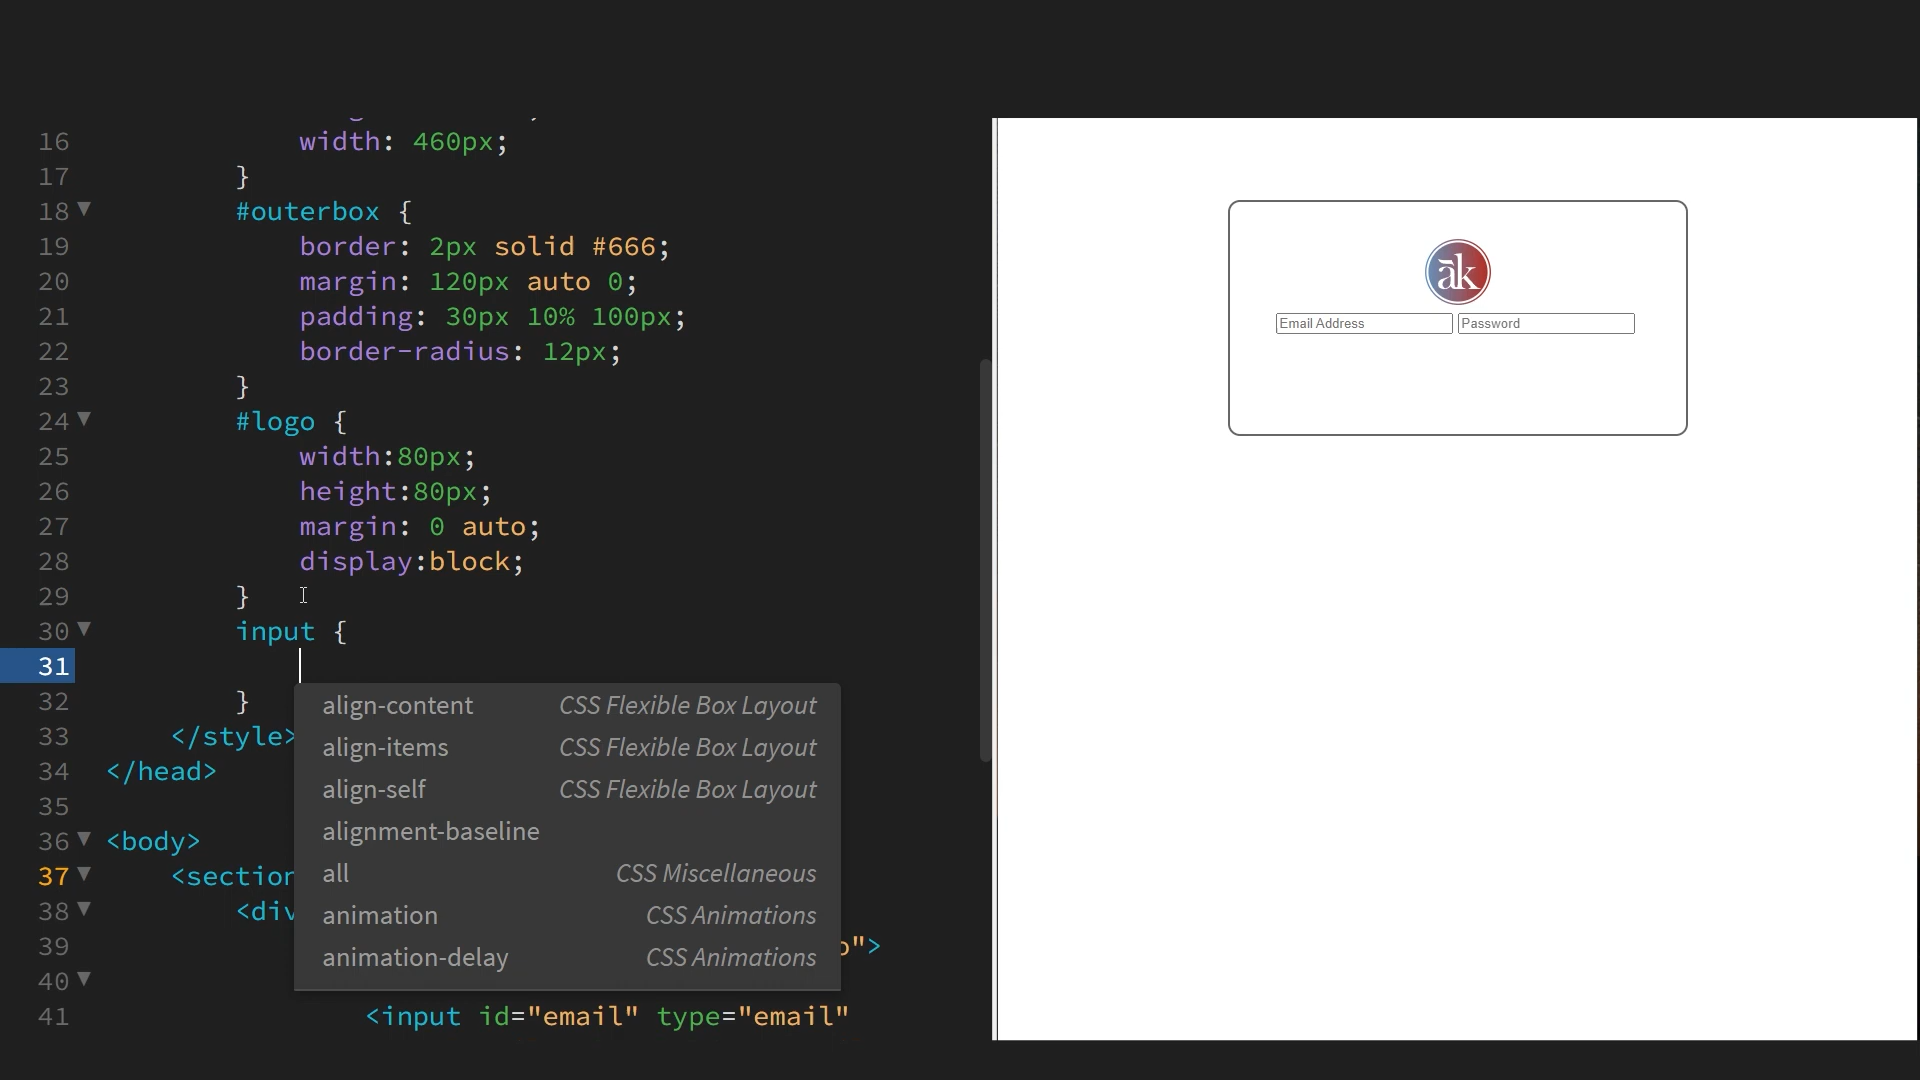 16 width: 460px;
17 }
18 #outerbox {
19 border: 2px solid #666;
20 margin: 120px auto 0;
21 padding: 30px 10% 100px;
22 border-radius: 12px;
23 }
24 #logo {
25 width:80px;
26 height:80px;
27 margin: 0 auto;
28 display:block;
29 }
30 input {
31
32 }
33 </style>
34 </head>
35
36 <body>
37 <section
38 <div
39 o">
40
41 <input id="email" type="email"
align-content CSS Flexible Box Layout
align-items CSS Flexible Box Layout
align-self CSS Flexible Box Layout
alignment-baseline
all CSS Miscellaneous
animation CSS Animations
animation-delay CSS Animations
āk
Email Address Password